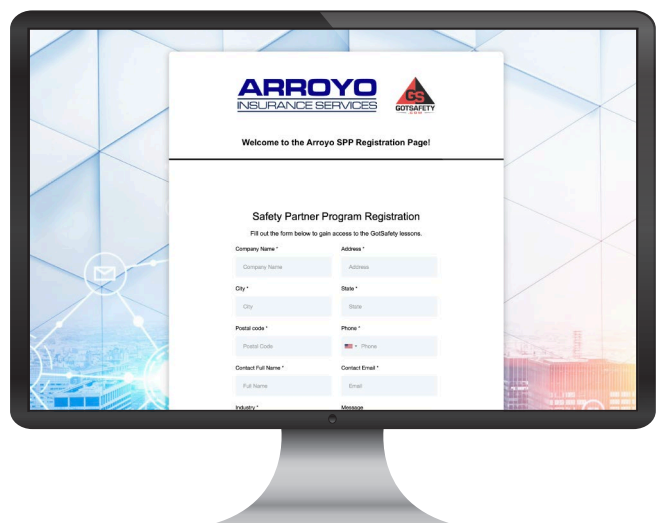 ARROYO
INSURANCE SERVICES
GS
GOTSAFETY
.COM
Welcome to the Arroyo SPP Registration Page!
Safety Partner Program Registration
Fill out the form below to gain access to the GotSafety lessons.
Company Name * Address *
Company Name Address
City * State *
City State
Postal code * Phone *
Postal Code Phone
Contact Full Name * Contact Email *
Full Name Email
Industry * Message